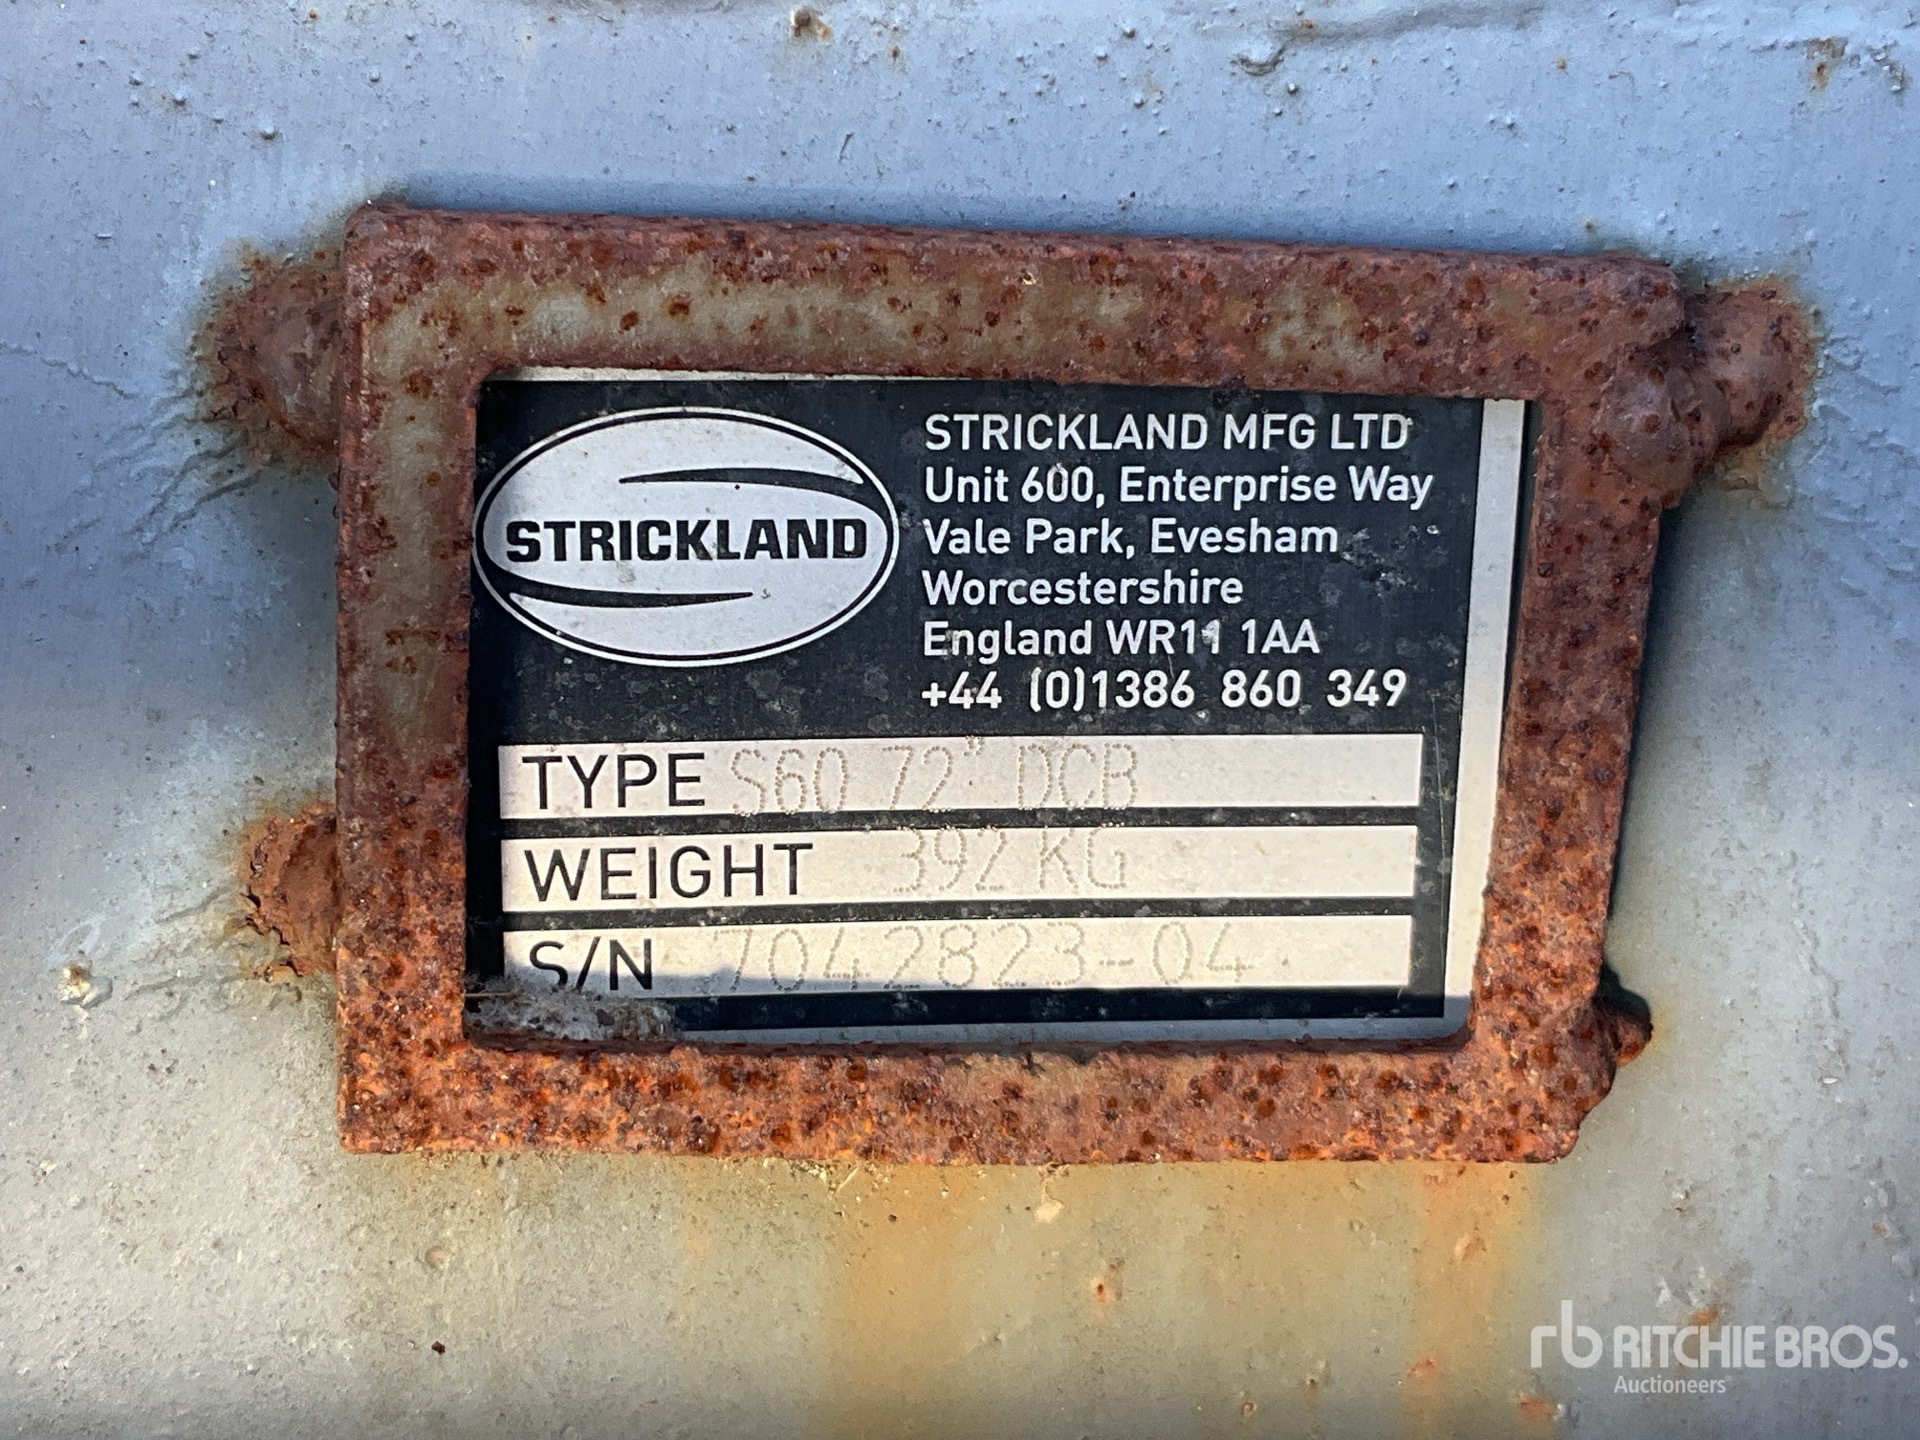 STRICKLAND
STRICKLAND MFG LTD
Unit 600, Enterprise Way
Vale Park, Evesham
Worcestershire
England WR11 1AA
+44 (0)1386 860 349
TYPE S60 72" DCB
WEIGHT 392 KG
S/N 7042823-04
rb RITCHIE BROS.
Auctioneers